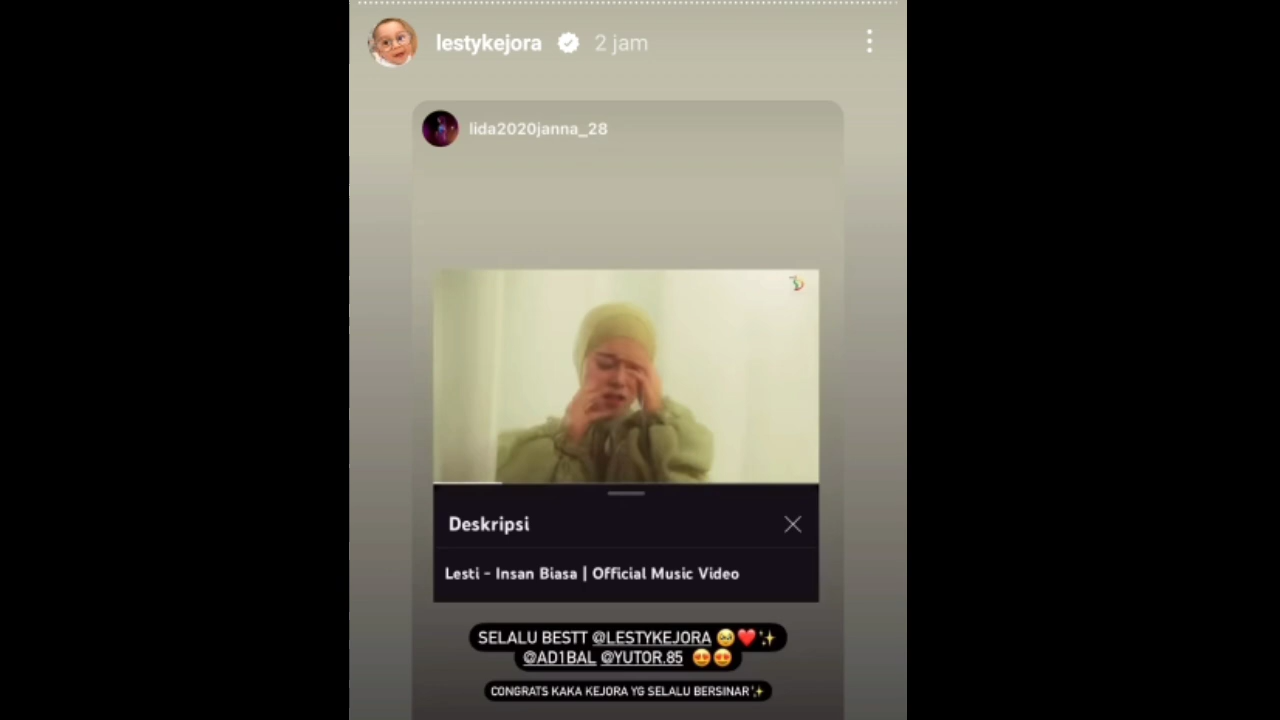 lestykejora 2 jam
lida2020janna_28
Deskripsi
Lesti - Insan Biasa | Official Music Video
SELALU BESTT @LESTYKEJORA 🥹❤️✨
@AD1BAL @YUTOR.85 😍😍
CONGRATS KAKA KEJORA YG SELALU BERSINAR✨